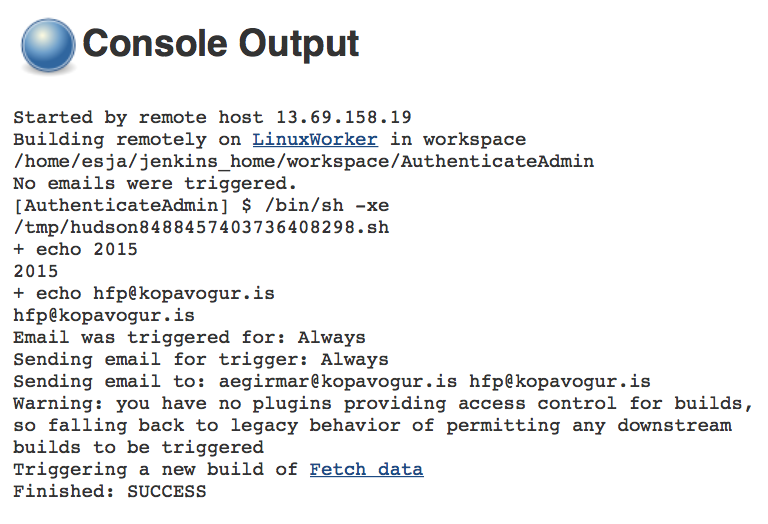 Console Output
Started by remote host 13.69.158.19
Building remotely on LinuxWorker in workspace
/home/esja/jenkins_home/workspace/AuthenticateAdmin
No emails were triggered.
[AuthenticateAdmin] $ /bin/sh -xe
/tmp/hudson8488457403736408298.sh
+ echo 2015
2015
+ echo hfp@kopavogur.is
hfp@kopavogur.is
Email was triggered for: Always
Sending email for trigger: Always
Sending email to: aegirmar@kopavogur.is hfp@kopavogur.is
Warning: you have no plugins providing access control for builds,
so falling back to legacy behavior of permitting any downstream
builds to be triggered
Triggering a new build of Fetch data
Finished: SUCCESS